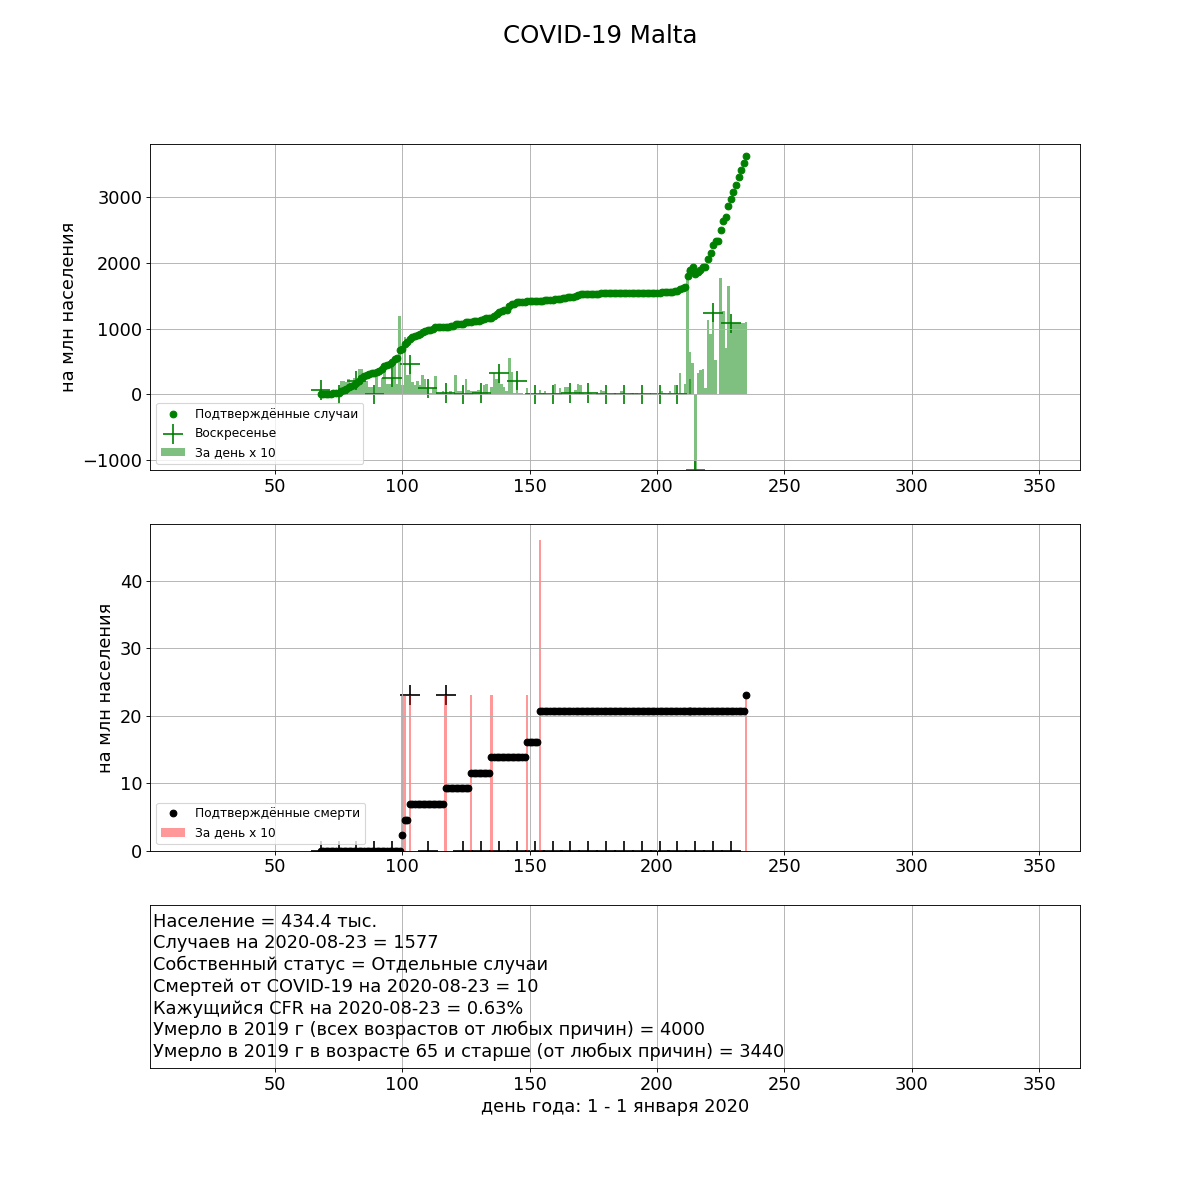 COVID-19 Malta
на млн населения
3000
2000
1000
0
−1000
Подтверждённые случаи
Воскресенье
За день x 10
50 100 150 200 250 300 350
на млн населения
40
30
20
10
0
Подтверждённые смерти
За день x 10
50 100 150 200 250 300 350
Население = 434.4 тыс.
Случаев на 2020-08-23 = 1577
Собственный статус = Отдельные случаи
Смертей от COVID-19 на 2020-08-23 = 10
Кажущийся CFR на 2020-08-23 = 0.63%
Умерло в 2019 г (всех возрастов от любых причин) = 4000
Умерло в 2019 г в возрасте 65 и старше (от любых причин) = 3440
50 100 150 200 250 300 350
день года: 1 - 1 января 2020